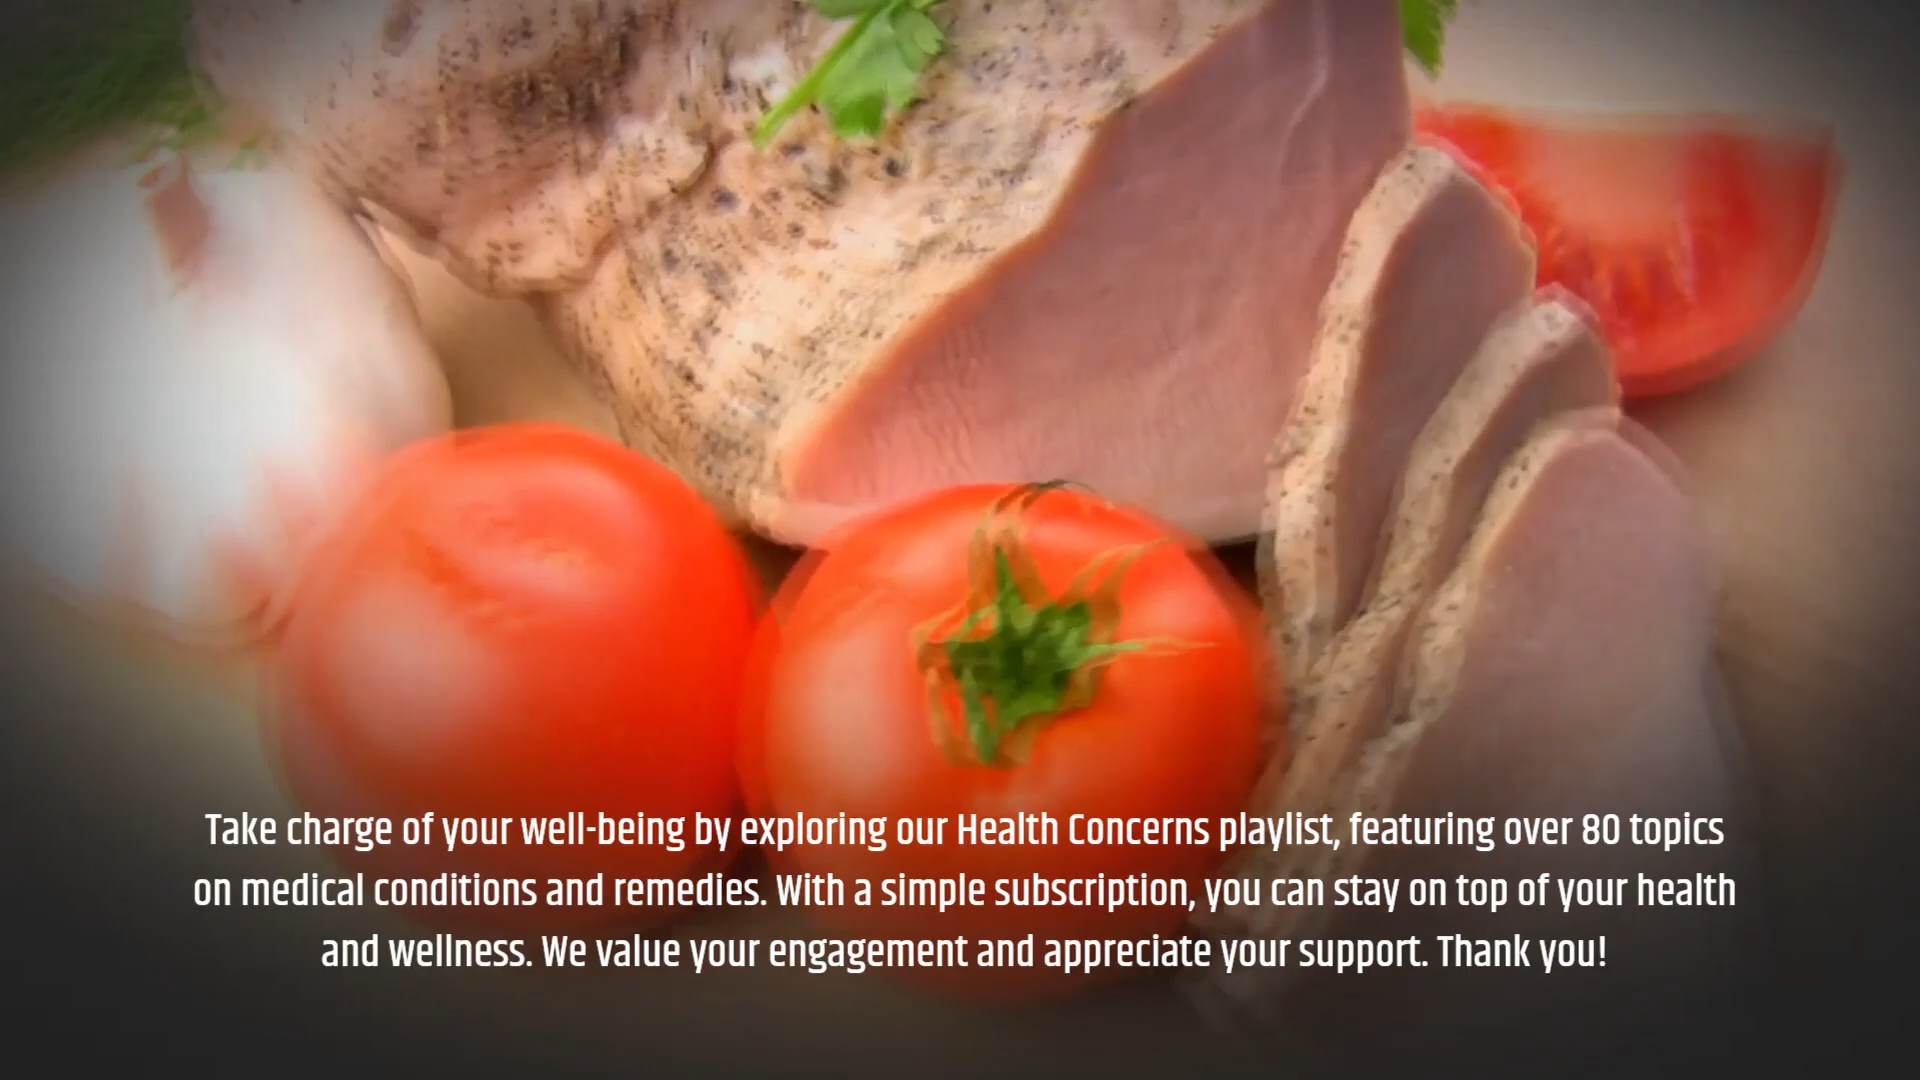 Take charge of your well-being by exploring our Health Concerns playlist, featuring over 80 topics
on medical conditions and remedies. With a simple subscription, you can stay on top of your health
and wellness. We value your engagement and appreciate your support. Thank you!